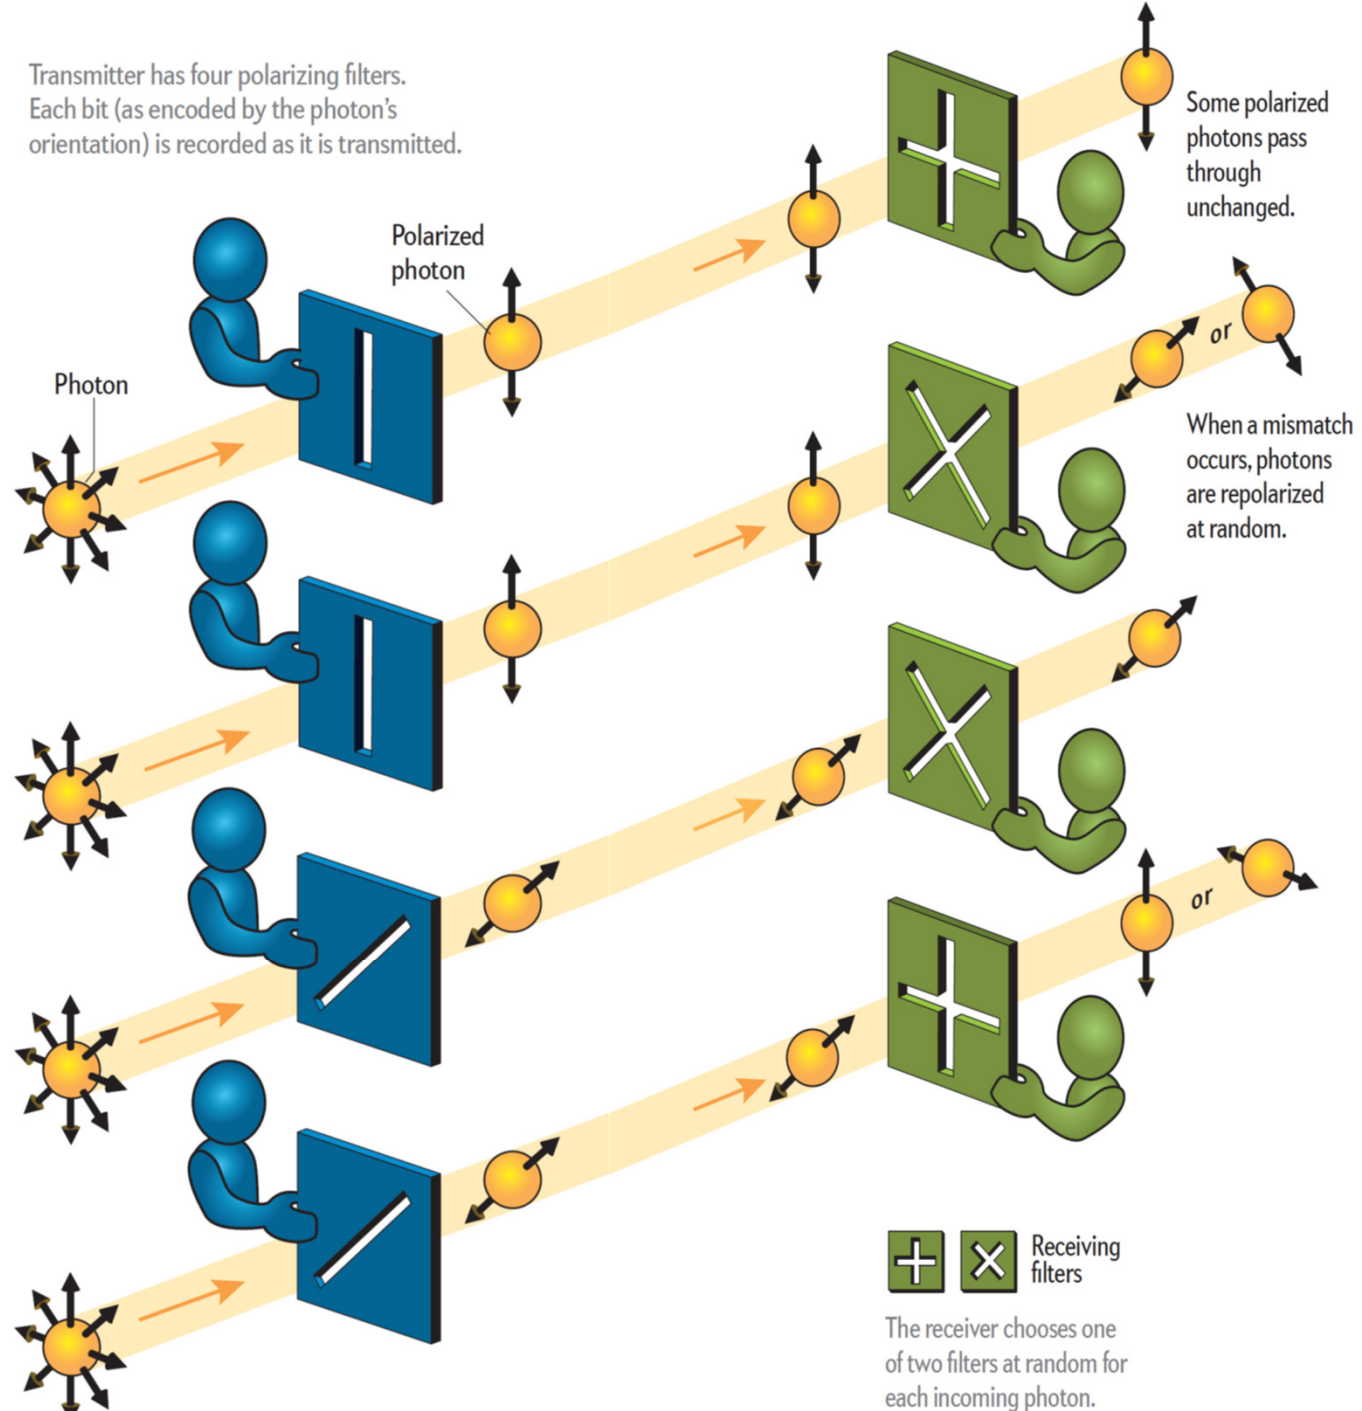 Transmitter has four polarizing filters.
Each bit (as encoded by the photon's
orientation) is recorded as it is transmitted.
Polarized
photon
Photon
Some polarized
photons pass
through
unchanged.
or
When a mismatch
occurs, photons
are repolarized
at random.
or
Receiving
filters
The receiver chooses one
of two filters at random for
each incoming photon.